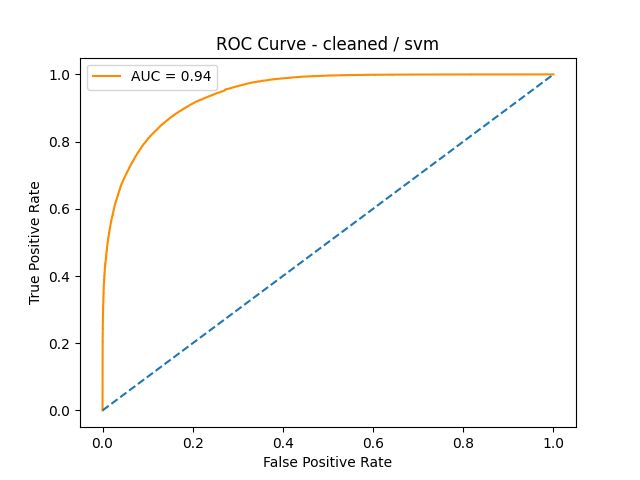 ROC Curve - cleaned / svm
AUC = 0.94
1.0
0.8
0.6
0.4
0.2
0.0
True Positive Rate
0.0 0.2 0.4 0.6 0.8 1.0
False Positive Rate